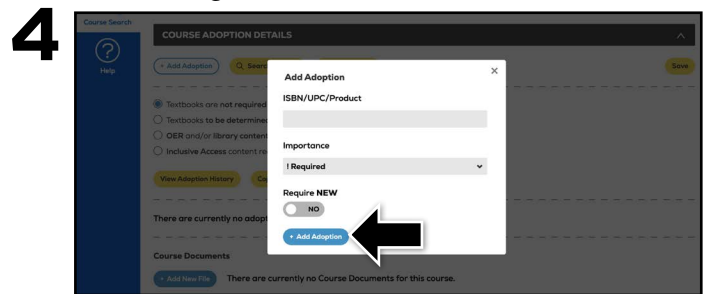 4
Course Search
Help
COURSE ADOPTION DETAILS
+ Add Adoption
Save
Textbooks are not required
Textbooks to be determined
OER and/or library content
Inclusive Access content
View Adoption History
There are currently no
Add Adoption
×
ISBN/UPC/Product
Importance
! Required
Require NEW
NO
+ Add Adoption
Course Documents
+ Add New File There are currently no Course Documents for this course.